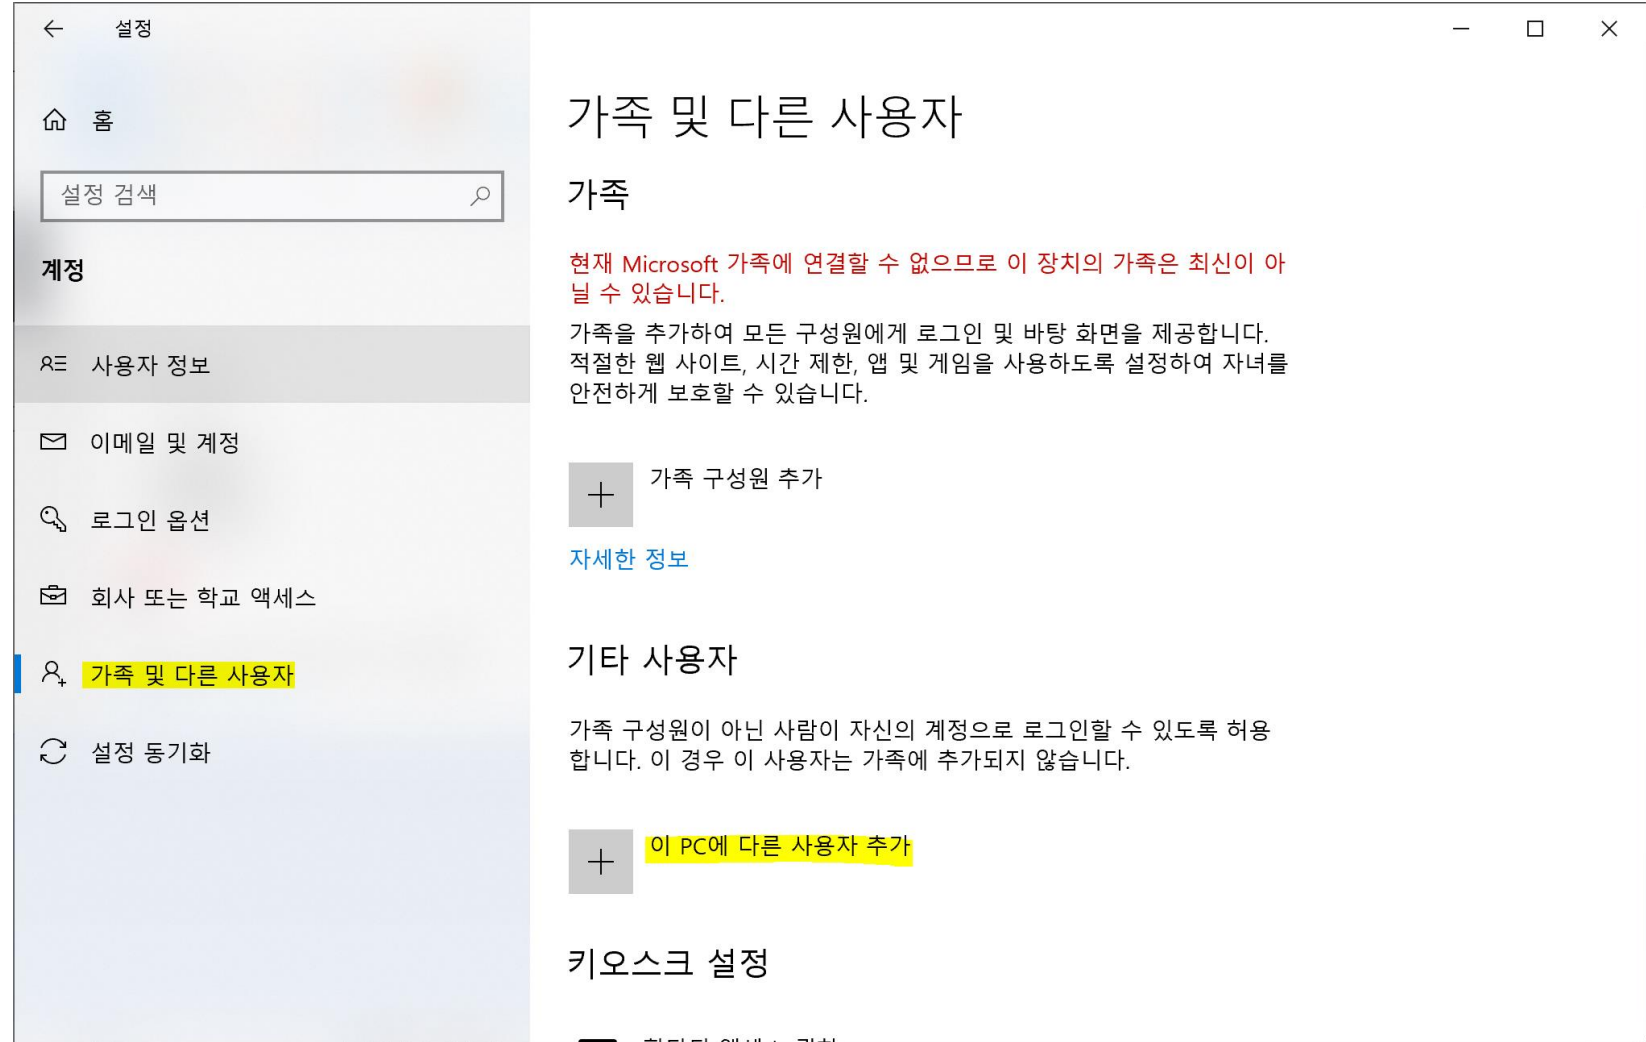 설정
홈
설정 검색
계정
사용자 정보
이메일 및 계정
로그인 옵션
회사 또는 학교 액세스
가족 및 다른 사용자
설정 동기화
가족 및 다른 사용자
가족
현재 Microsoft 가족에 연결할 수 없으므로 이 장치의 가족은 최신이 아
닐 수 있습니다.
가족을 추가하여 모든 구성원에게 로그인 및 바탕 화면을 제공합니다.
적절한 웹 사이트, 시간 제한, 앱 및 게임을 사용하도록 설정하여 자녀를
안전하게 보호할 수 있습니다.
가족 구성원 추가
자세한 정보
기타 사용자
가족 구성원이 아닌 사람이 자신의 계정으로 로그인할 수 있도록 허용
합니다. 이 경우 이 사용자는 가족에 추가되지 않습니다.
이 PC에 다른 사용자 추가
키오스크 설정